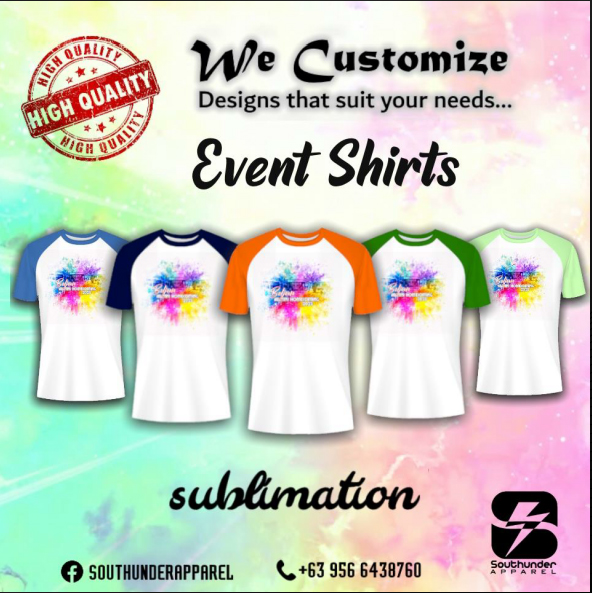 HIGH QUALITY
HIGH QUALITY
HIGH QUALITY
We Customize
Designs that suit your needs...
Event Shirts
sublimation
SOUTHUNDERAPPAREL
+63 956 6438760
Southunder
APPAREL